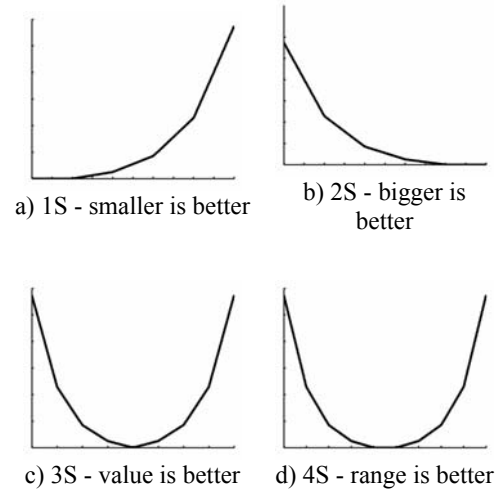 a) 1S - smaller is better
b) 2S - bigger is
better
c) 3S - value is better
d) 4S - range is better